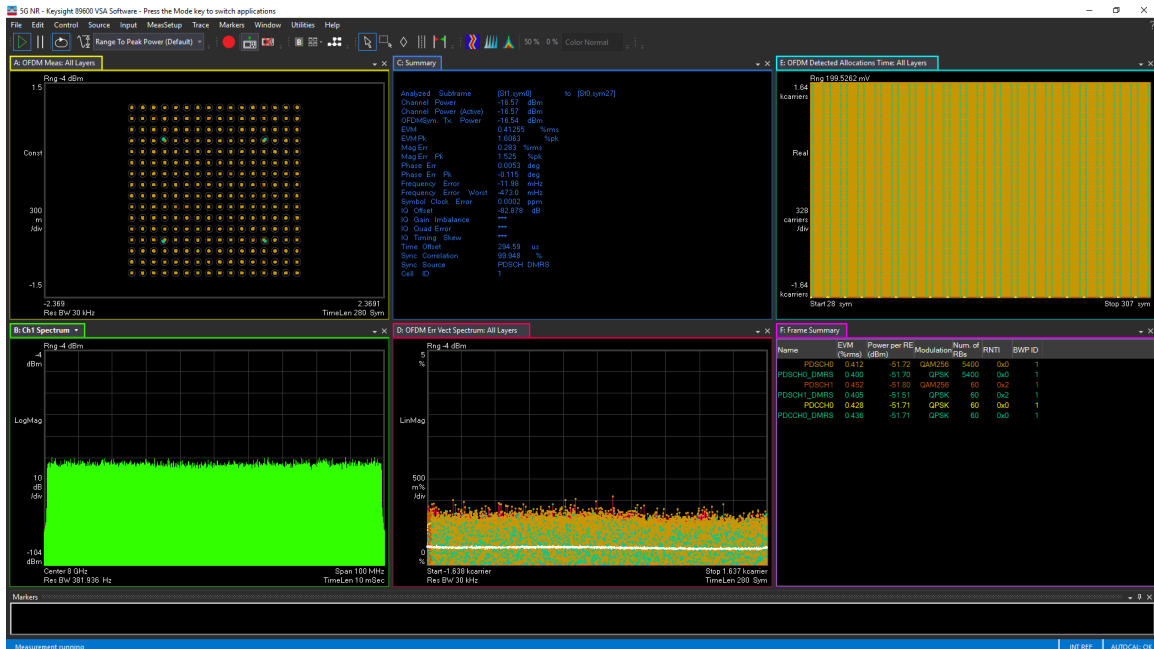 5G NR - Keysight 89600 VSA Software - Press the Mode key to switch applications
File Edit Control Source Input MeasSetup Trace Markers Window Utilities Help
Range To Peak Power (Default) B 50 % 0 % Color Normal
A: OFDM Meas: All Layers
Rng -4 dBm
1.5
Const
300
m
/div
-1.5
-2.369 2.3691
Res BW 30 kHz TimeLen 280 Sym
C: Summary
Analyzed Subframe [Sf1,sym0] to [Sf0,sym27]
Channel Power -16.57 dBm
Channel Power (Active) -16.57 dBm
OFDMSym. Tx. Power -16.54 dBm
EVM 0.41255 %rms
EVM Pk 1.6063 %pk
Mag Err 0.283 %rms
Mag Err Pk 1.525 %pk
Phase Err 0.0053 deg
Phase Err Pk -0.115 deg
Frequency Error -11.98 mHz
Frequency Error Worst -473.0 mHz
Symbol Clock Error 0.0002 ppm
IQ Offset -82.878 dB
IQ Gain Imbalance ***
IQ Quad Error ***
IQ Timing Skew ***
Time Offset 294.59 us
Sync Correlation 99.948 %
Sync Source PDSCH DMRS
Cell ID 1
E: OFDM Detected Allocations Time: All Layers
Rng 199.5262 mV
1.64
kcarriers
Real
328
carriers
/div
-1.64
kcarriers
Start 28 sym Stop 307 sym
B: Ch1 Spectrum
Rng -4 dBm
-4
dBm
LogMag
10
dB
/div
-104
dBm
Center 8 GHz Span 100 MHz
Res BW 381.936 Hz TimeLen 10 mSec
D: OFDM Err Vect Spectrum: All Layers
Rng -4 dBm
5
%
LinMag
500
m%
/div
0
%
Start -1.638 kcarrier Stop 1.637 kcarrier
Res BW 30 kHz TimeLen 280 Sym
F: Frame Summary
Name EVM (%rms) Power per RE (dBm) Modulation Num. of RBs RNTI BWP ID
PDSCH0 0.412 -51.72 QAM256 5400 0x0 1
PDSCH0_DMRS 0.400 -51.70 QPSK 5400 0x0 1
PDSCH1 0.452 -51.80 QAM256 60 0x2 1
PDSCH1_DMRS 0.405 -51.51 QPSK 60 0x2 1
PDCCH0 0.428 -51.71 QPSK 60 0x0 1
PDCCH0_DMRS 0.436 -51.71 QPSK 60 0x0 1
Markers
Measurement running INT REF AUTOCAL: OK